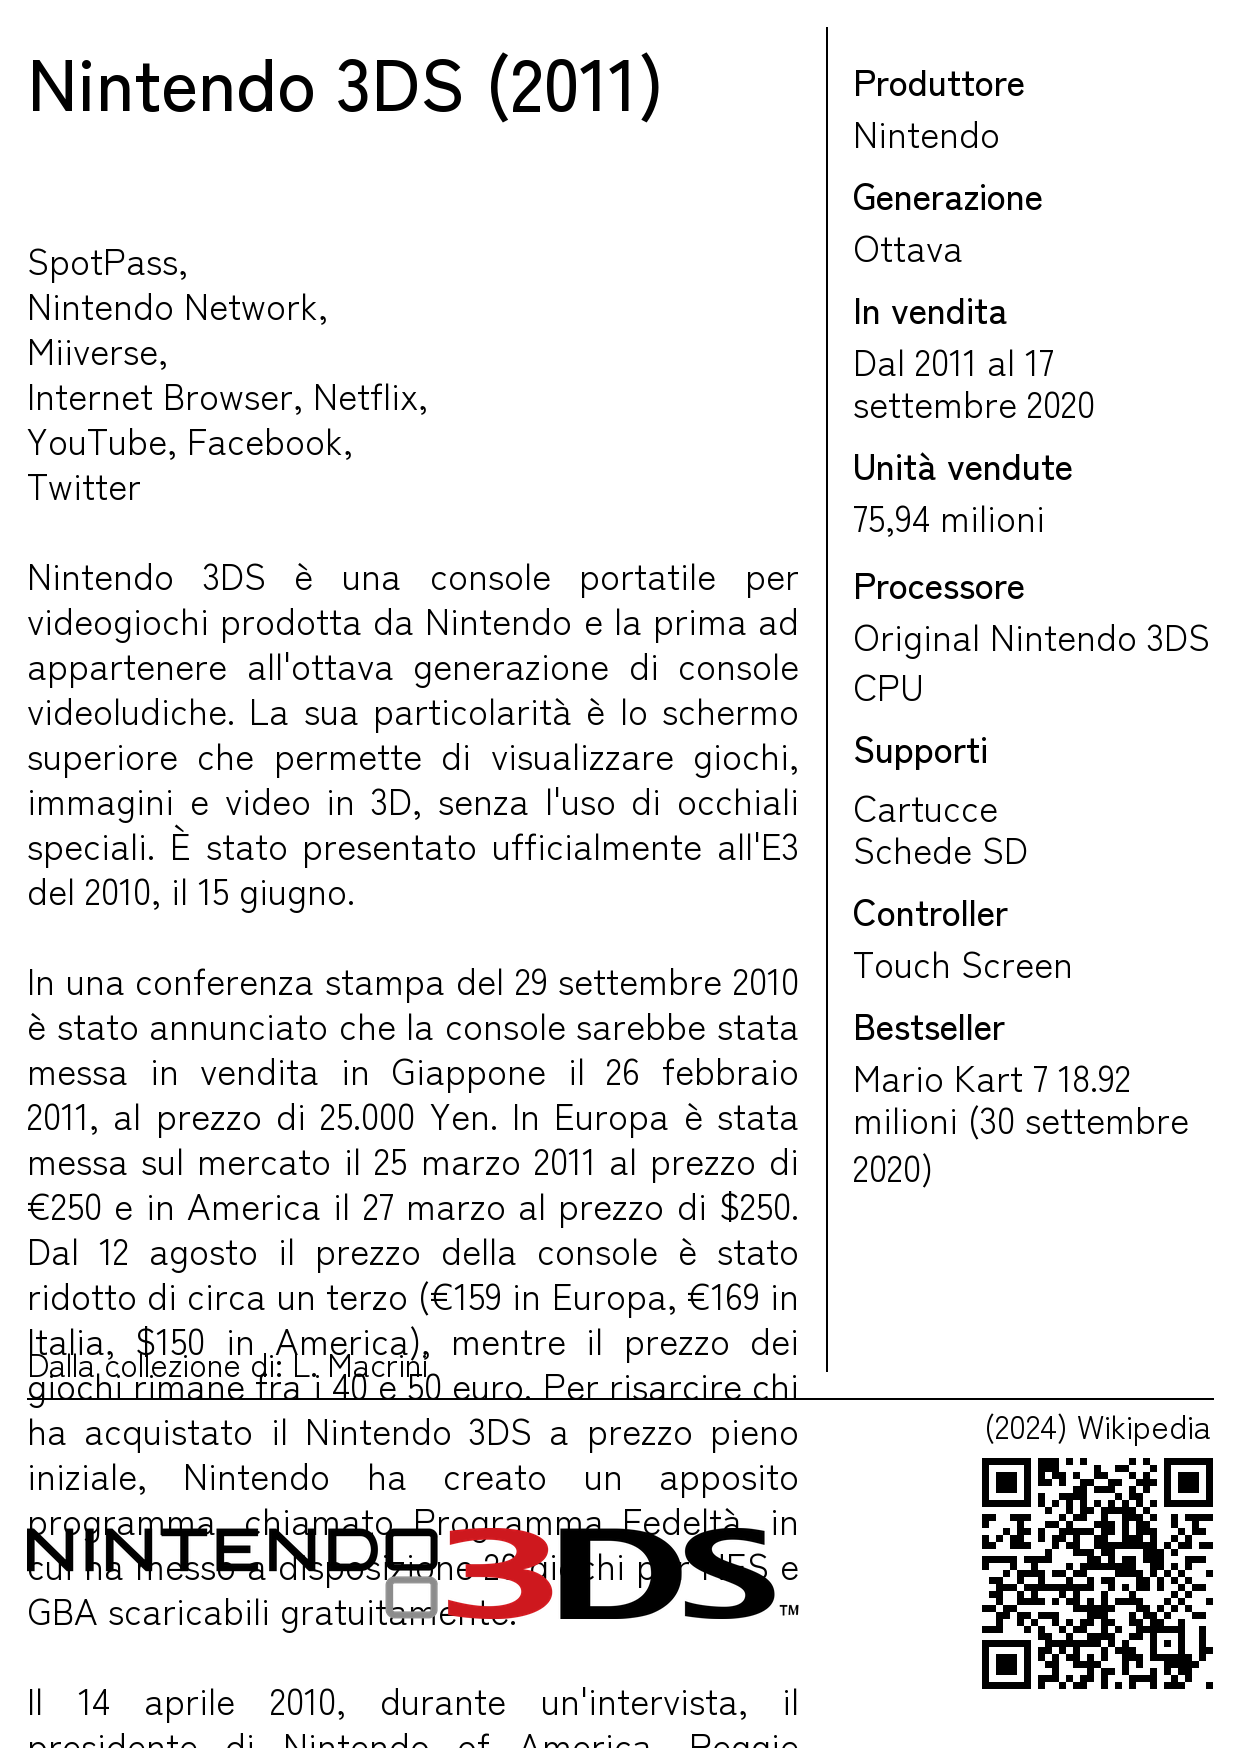 Nintendo 3DS (2011)
SpotPass,
Nintendo Network,
Miiverse,
Internet Browser, Netflix,
YouTube, Facebook,
Twitter
Nintendo 3DS è una console portatile per
videogiochi prodotta da Nintendo e la prima ad
appartenere all'ottava generazione di console
videoludiche. La sua particolarità è lo schermo
superiore che permette di visualizzare giochi,
immagini e video in 3D, senza l'uso di occhiali
speciali. È stato presentato ufficialmente all'E3
del 2010, il 15 giugno.
In una conferenza stampa del 29 settembre 2010
è stato annunciato che la console sarebbe stata
messa in vendita in Giappone il 26 febbraio
2011, al prezzo di 25.000 Yen. In Europa è stata
messa sul mercato il 25 marzo 2011 al prezzo di
€250 e in America il 27 marzo al prezzo di $250.
Dal 12 agosto il prezzo della console è stato
ridotto di circa un terzo (€159 in Europa, €169 in
Italia, $150 in America), mentre il prezzo dei
giochi rimane fra i 40 e 50 euro. Per risarcire chi
ha acquistato il Nintendo 3DS a prezzo pieno
iniziale, Nintendo ha creato un apposito
programma chiamato Programma Fedeltà, in
cui ha messo a disposizione 20 giochi per NES e
GBA scaricabili gratuitamente.
Il 14 aprile 2010, durante un'intervista, il
presidente di Nintendo of America, Reggie
Dalla collezione di: L. Macrini
NINTENDO 3DS TM
Produttore
Nintendo
Generazione
Ottava
In vendita
Dal 2011 al 17
settembre 2020
Unità vendute
75,94 milioni
Processore
Original Nintendo 3DS
CPU
Supporti
Cartucce
Schede SD
Controller
Touch Screen
Bestseller
Mario Kart 7 18.92
milioni (30 settembre
2020)
(2024) Wikipedia